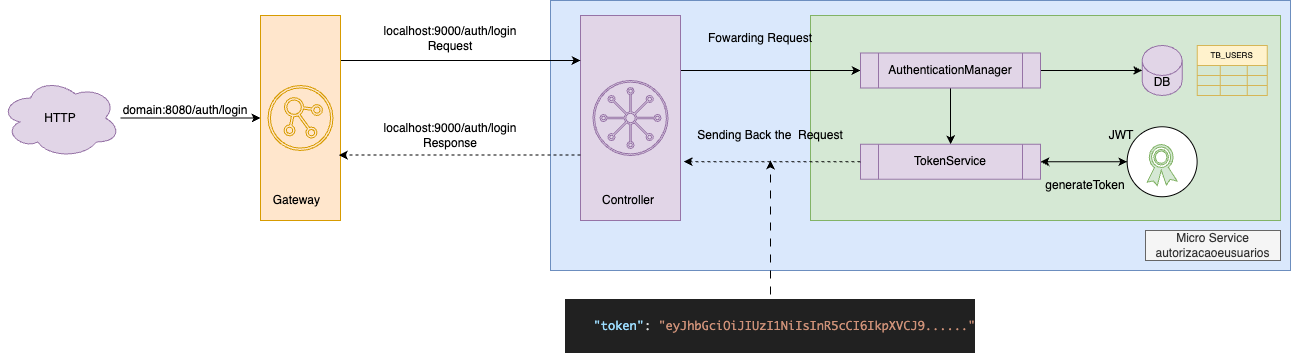 HTTP
domain:8080/auth/login
Gateway
localhost:9000/auth/login
Request
localhost:9000/auth/login
Response
Controller
Fowarding Request
AuthenticationManager
DB
TB_USERS
Sending Back the Request
TokenService
JWT
generateToken
Micro Service
autorizacaoeusuarios
"token": "eyJhbGciOiJIUzI1NiIsInR5cCI6IkpXVCJ9......"